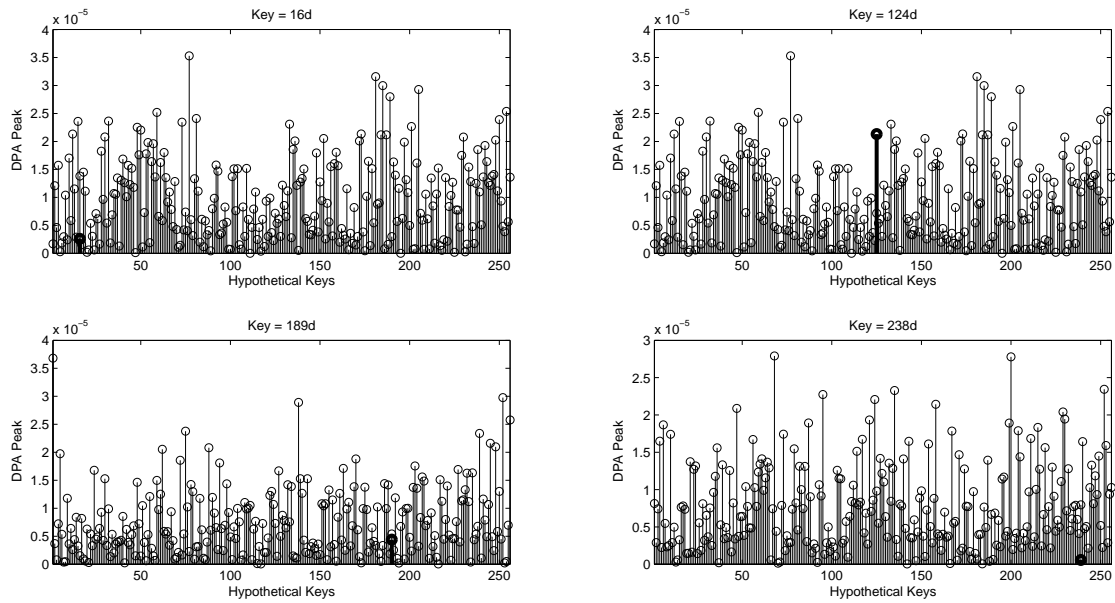 Key = 16d
x 10⁻⁵
4
3.5
3
2.5
2
1.5
1
0.5
0
DPA Peak
50 100 150 200 250
Hypothetical Keys
Key = 124d
x 10⁻⁵
4
3.5
3
2.5
2
1.5
1
0.5
0
DPA Peak
50 100 150 200 250
Hypothetical Keys
Key = 189d
x 10⁻⁵
4
3.5
3
2.5
2
1.5
1
0.5
0
DPA Peak
50 100 150 200 250
Hypothetical Keys
Key = 238d
x 10⁻⁵
3
2.5
2
1.5
1
0.5
0
DPA Peak
50 100 150 200 250
Hypothetical Keys